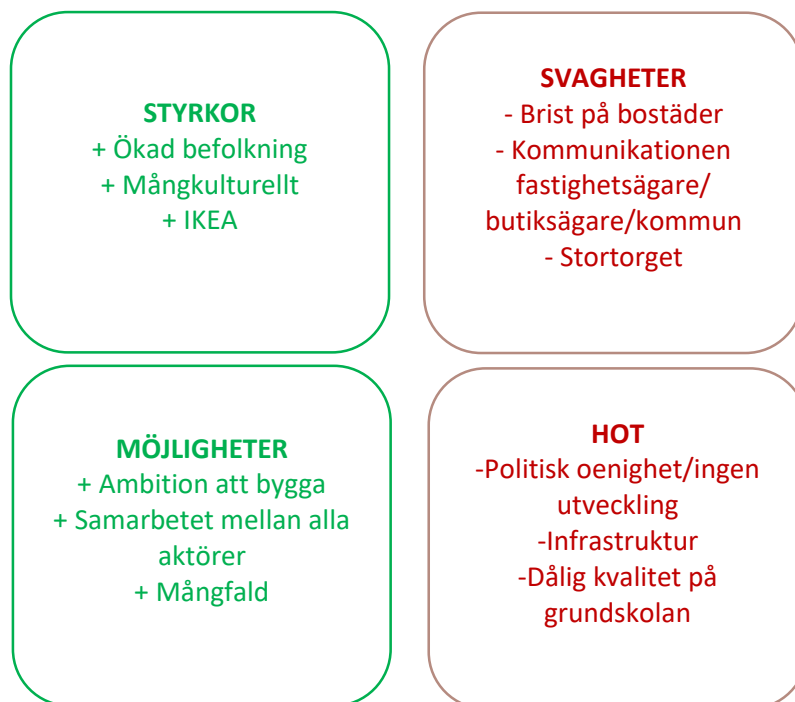 STYRKOR
+ Ökad befolkning
+ Mångkulturellt
+ IKEA
SVAGHETER
- Brist på bostäder
- Kommunikationen
fastighetsägare/
butiksägare/kommun
- Stortorget
MÖJLIGHETER
+ Ambition att bygga
+ Samarbetet mellan alla
aktörer
+ Mångfald
HOT
-Politisk oenighet/ingen
utveckling
-Infrastruktur
-Dålig kvalitet på
grundskolan